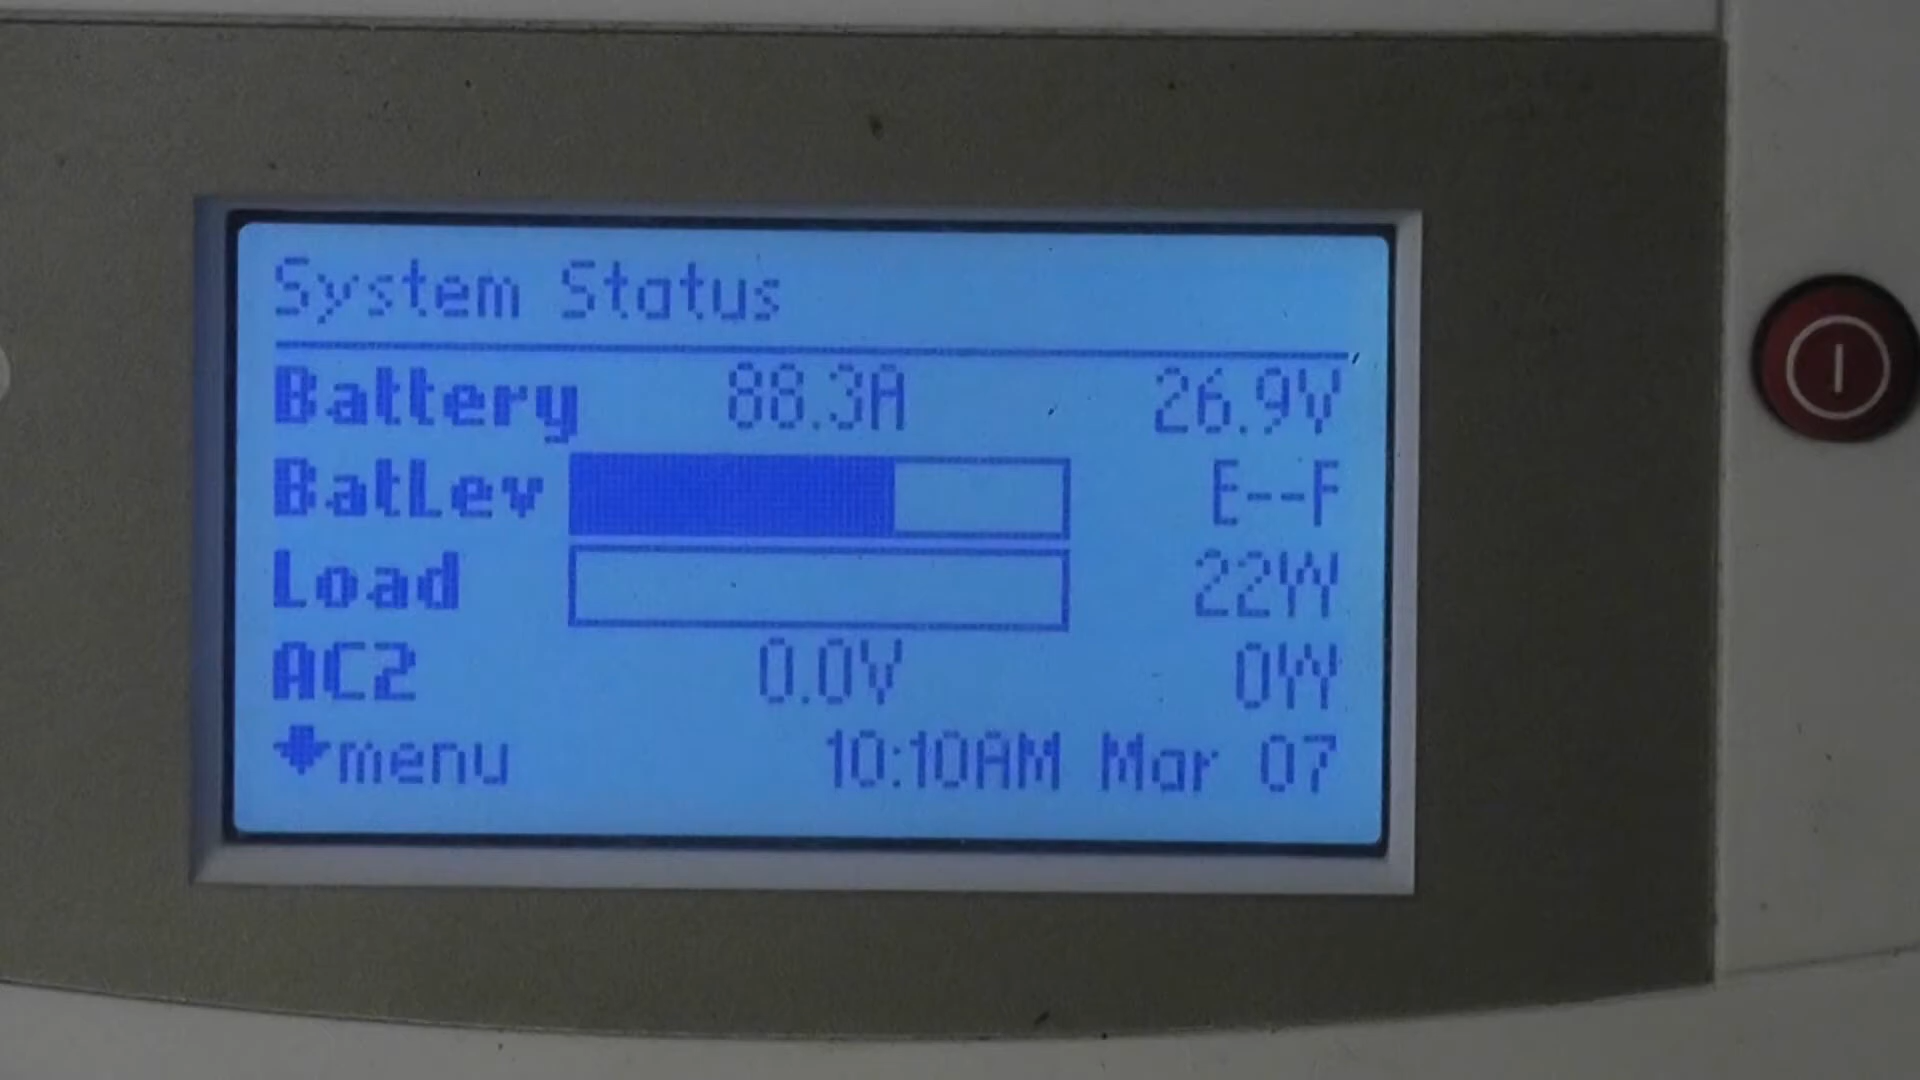 System Status
Battery 88.3A 26.9V
BatLev E--F
Load 22W
AC2 0.0V 0W
menu 10:10AM Mar 07